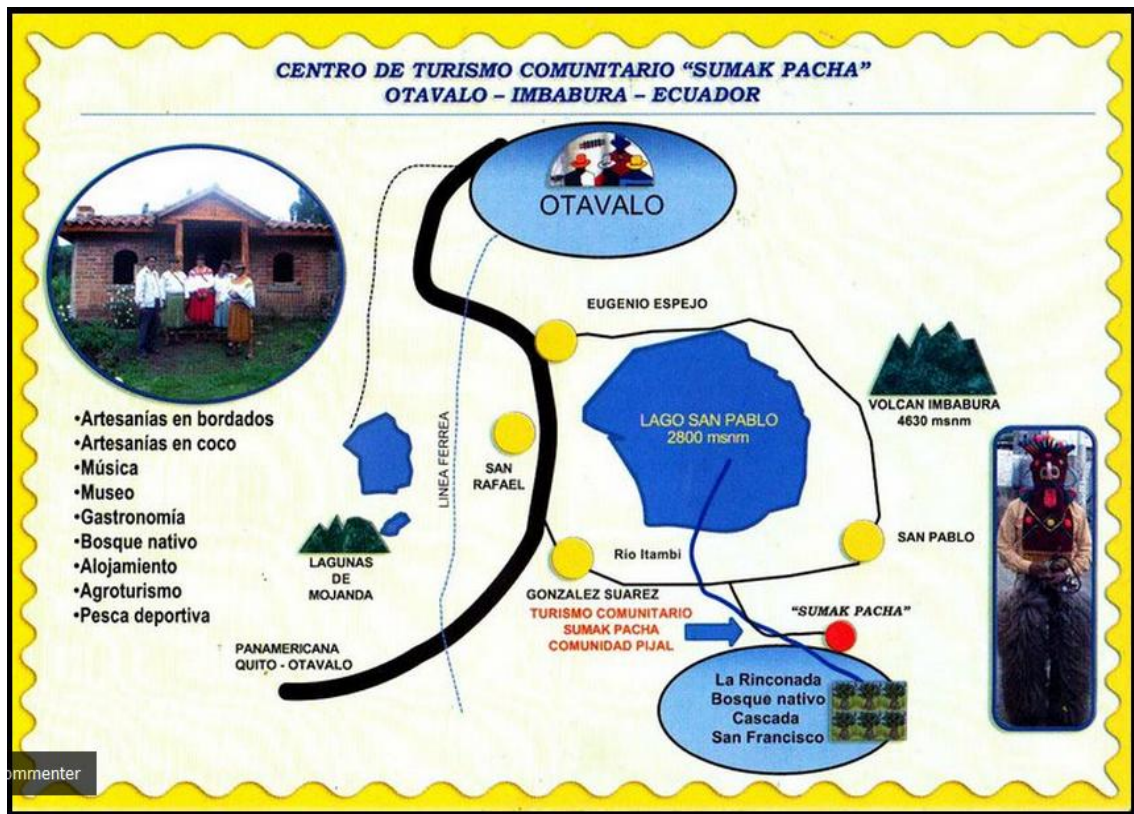 CENTRO DE TURISMO COMUNITARIO “SUMAK PACHA”
OTAVALO – IMBABURA – ECUADOR
OTAVALO
EUGENIO ESPEJO
LAGO SAN PABLO
2800 msnm
VOLCAN IMBABURA
4630 msnm
•Artesanías en bordados
•Artesanías en coco
•Música
•Museo
•Gastronomía
•Bosque nativo
•Alojamiento
•Agroturismo
•Pesca deportiva
LINEA FERREA
SAN
RAFAEL
LAGUNAS
DE
MOJANDA
Rio Itambi
SAN PABLO
GONZALEZ SUAREZ
TURISMO COMUNITARIO
SUMAK PACHA
COMUNIDAD PIJAL
“SUMAK PACHA”
PANAMERICANA
QUITO - OTAVALO
La Rinconada
Bosque nativo
Cascada
San Francisco
ommenter